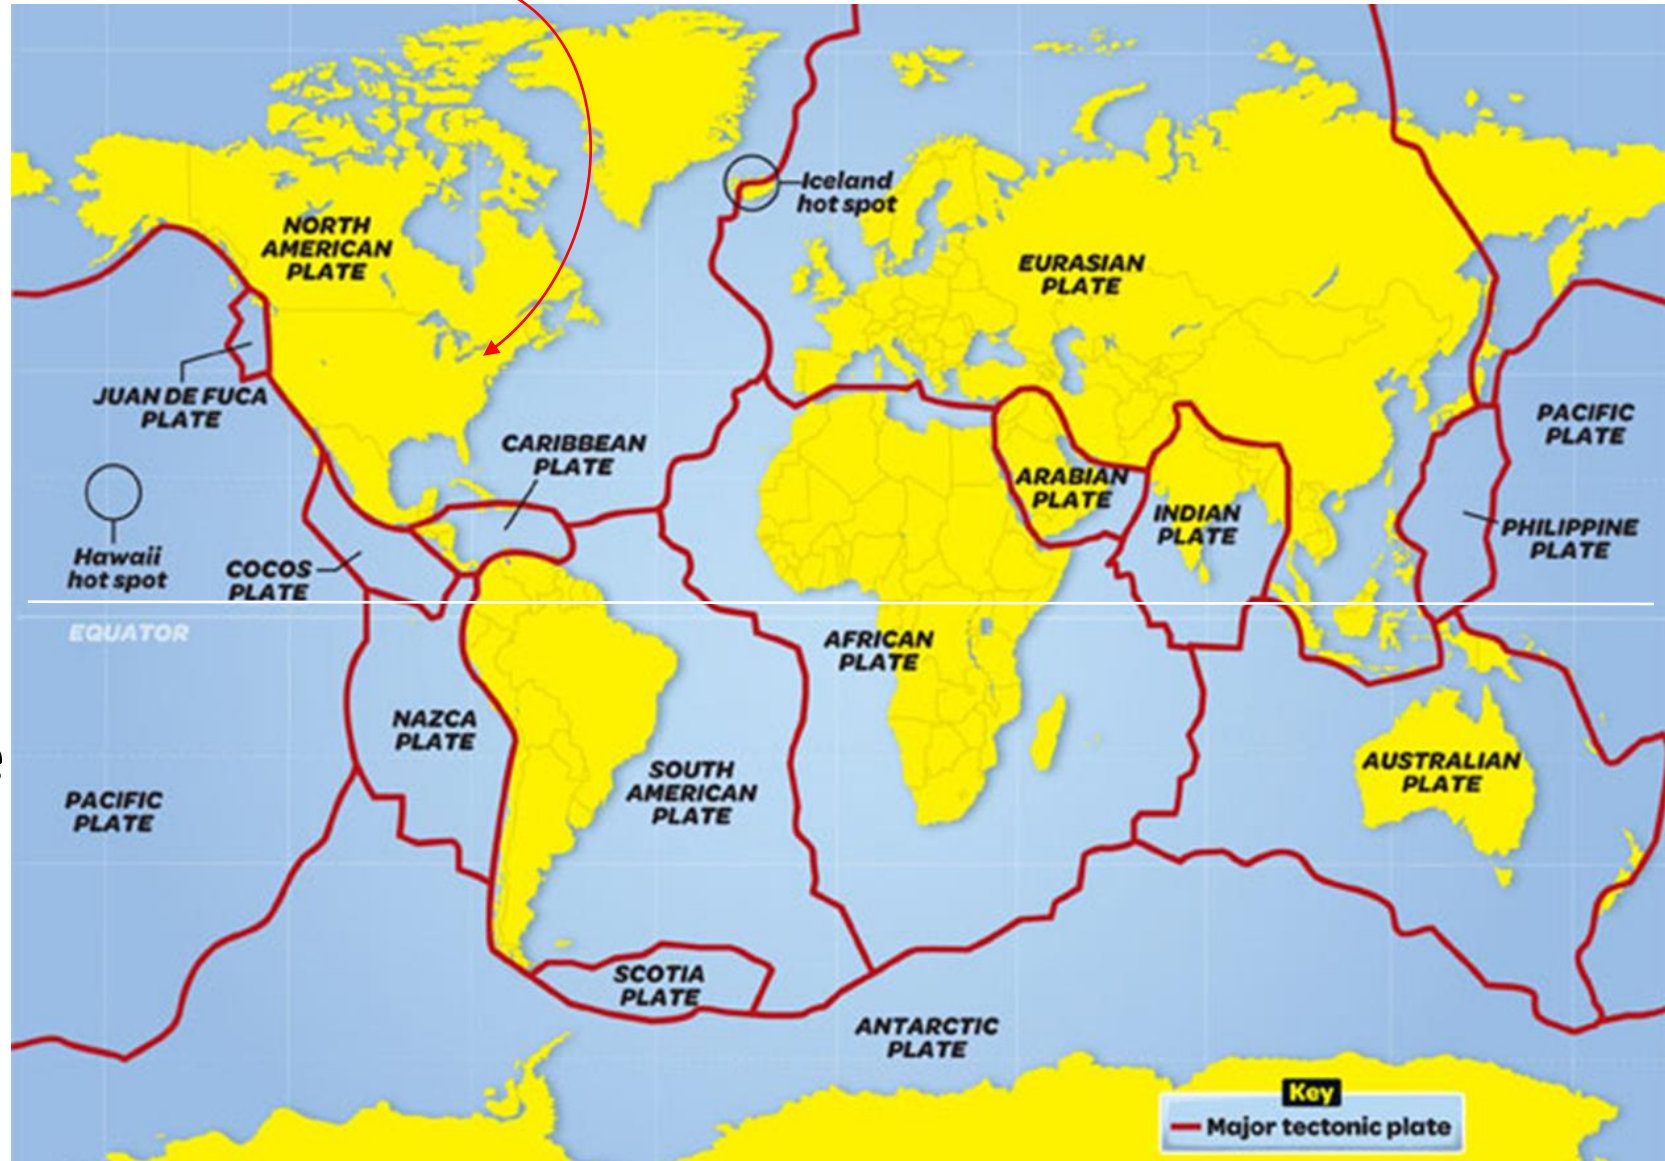 Iceland
hot spot
NORTH
AMERICAN
PLATE
EURASIAN
PLATE
JUAN DE FUCA
PLATE
PACIFIC
PLATE
CARIBBEAN
PLATE
ARABIAN
PLATE
INDIAN
PLATE
PHILIPPINE
PLATE
Hawaii
hot spot
COCOS
PLATE
EQUATOR
AFRICAN
PLATE
NAZCA
PLATE
SOUTH
AMERICAN
PLATE
AUSTRALIAN
PLATE
PACIFIC
PLATE
SCOTIA
PLATE
ANTARCTIC
PLATE
Key
Major tectonic plate